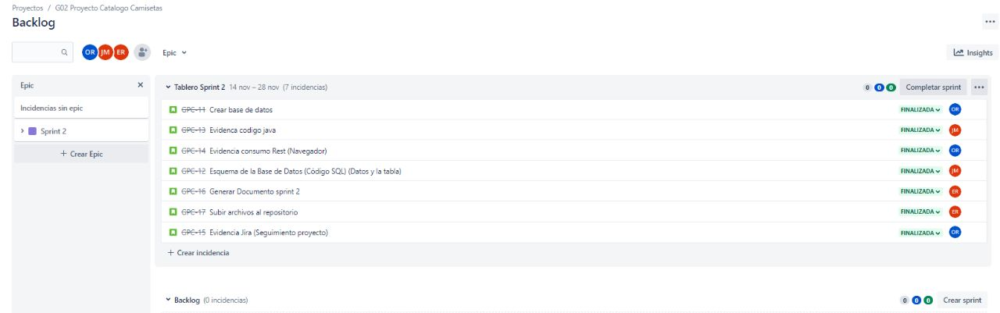 Proyectos / G02 Proyecto Catalogo Camisetas
Backlog
OR JM ER Epic
Insights
Epic
Incidencias sin epic
Sprint 2
+ Crear Epic
Tablero Sprint 2 14 nov – 28 nov (7 incidencias) 0 0 0 Completar sprint
GPC-11 Crear base de datos FINALIZADA OR
GPC-13 Evidenca codigo java FINALIZADA JM
GPC-14 Evidencia consumo Rest (Navegador) FINALIZADA OR
GPC-12 Esquema de la Base de Datos (Código SQL) (Datos y la tabla) FINALIZADA JM
GPC-16 Generar Documento sprint 2 FINALIZADA ER
GPC-17 Subir archivos al repositorio FINALIZADA ER
GPC-15 Evidencia Jira (Seguimiento proyecto) FINALIZADA OR
+ Crear incidencia
Backlog (0 incidencias) 0 0 0 Crear sprint